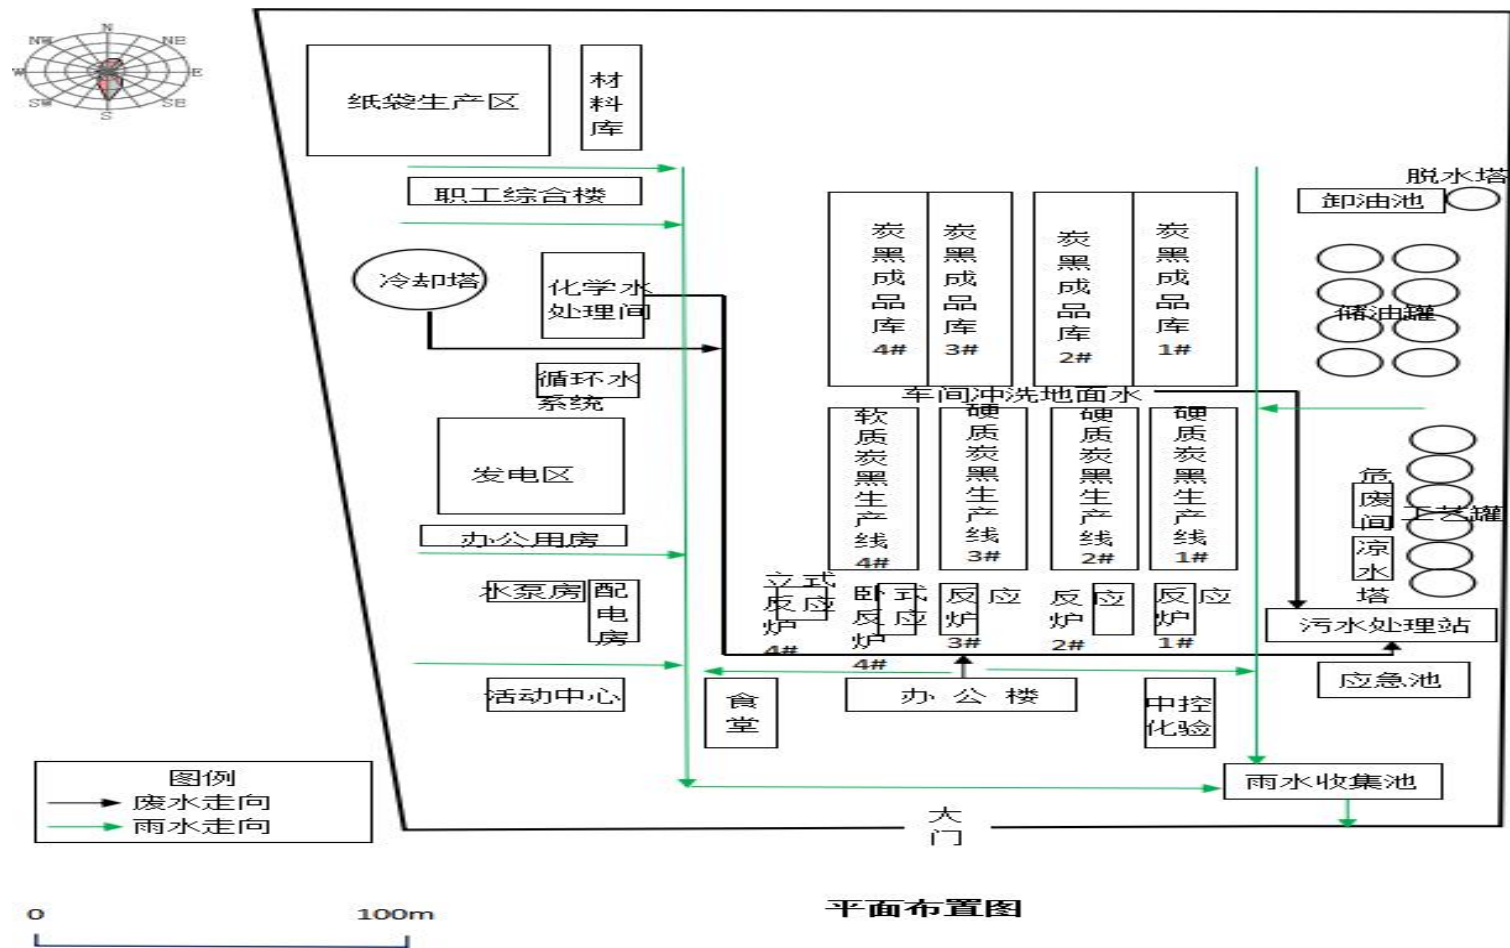 N
NW
NE
W
E
SW
SE
S
纸袋生产区
材料库
职工综合楼
脱水塔
卸油池
冷却塔
化学水
处理间
炭黑成品库4#
炭黑成品库3#
炭黑成品库2#
炭黑成品库1#
储油罐
循环水
系统
车间冲洗地面水
发电区
软质炭黑生产线4#
硬质炭黑生产线3#
硬质炭黑生产线2#
硬质炭黑生产线1#
危废间
工艺罐
办公用房
凉水塔
水泵房
配电房
立式反应炉4#
卧式反应炉4#
反应炉3#
反应炉2#
反应炉1#
污水处理站
活动中心
食堂
办公楼
中控
化验
应急池
图例
废水走向
雨水走向
雨水收集池
大门
0
100m
平面布置图